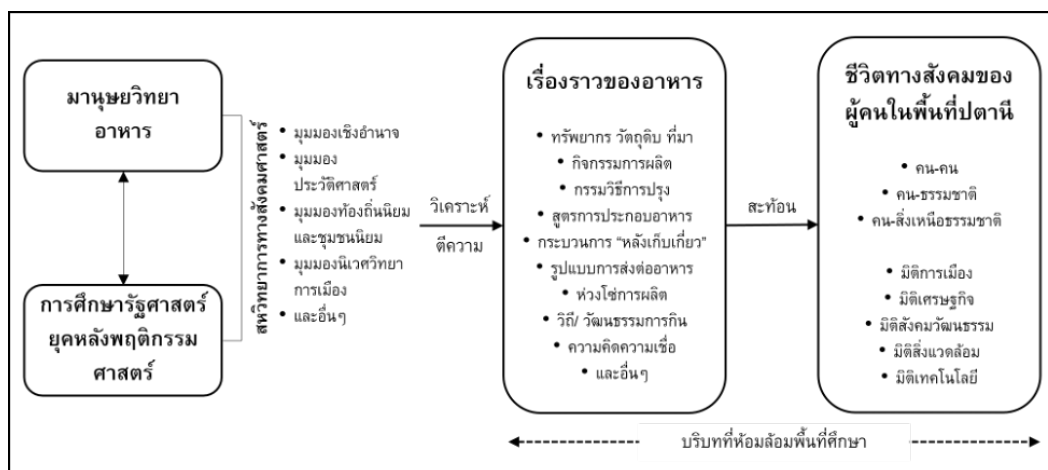 มานุษยวิทยา
อาหาร
การศึกษารัฐศาสตร์
ยุคหลังพฤติกรรม
ศาสตร์
สหวิทยาการทางสังคมศาสตร์
• มุมมองเชิงอำนาจ
• มุมมอง
ประวัติศาสตร์
• มุมมองท้องถิ่นนิยม
และชุมชนนิยม
• มุมมองนิเวศวิทยา
การเมือง
• และอื่นๆ
วิเคราะห์
ตีความ
เรื่องราวของอาหาร
• ทรัพยากร วัตถุดิบ ที่มา
• กิจกรรมการผลิต
• กรรมวิธีการปรุง
• สูตรการประกอบอาหาร
• กระบวนการ “หลังเก็บเกี่ยว”
• รูปแบบการส่งต่ออาหาร
• ห่วงโซ่การผลิต
• วิถี/ วัฒนธรรมการกิน
• ความคิดความเชื่อ
• และอื่นๆ
สะท้อน
ชีวิตทางสังคมของ
ผู้คนในพื้นที่ปตานี
• คน-คน
• คน-ธรรมชาติ
• คน-สิ่งเหนือธรรมชาติ
• มิติการเมือง
• มิติเศรษฐกิจ
• มิติสังคมวัฒนธรรม
• มิติสิ่งแวดล้อม
• มิติเทคโนโลยี
บริบทที่ห้อมล้อมพื้นที่ศึกษา